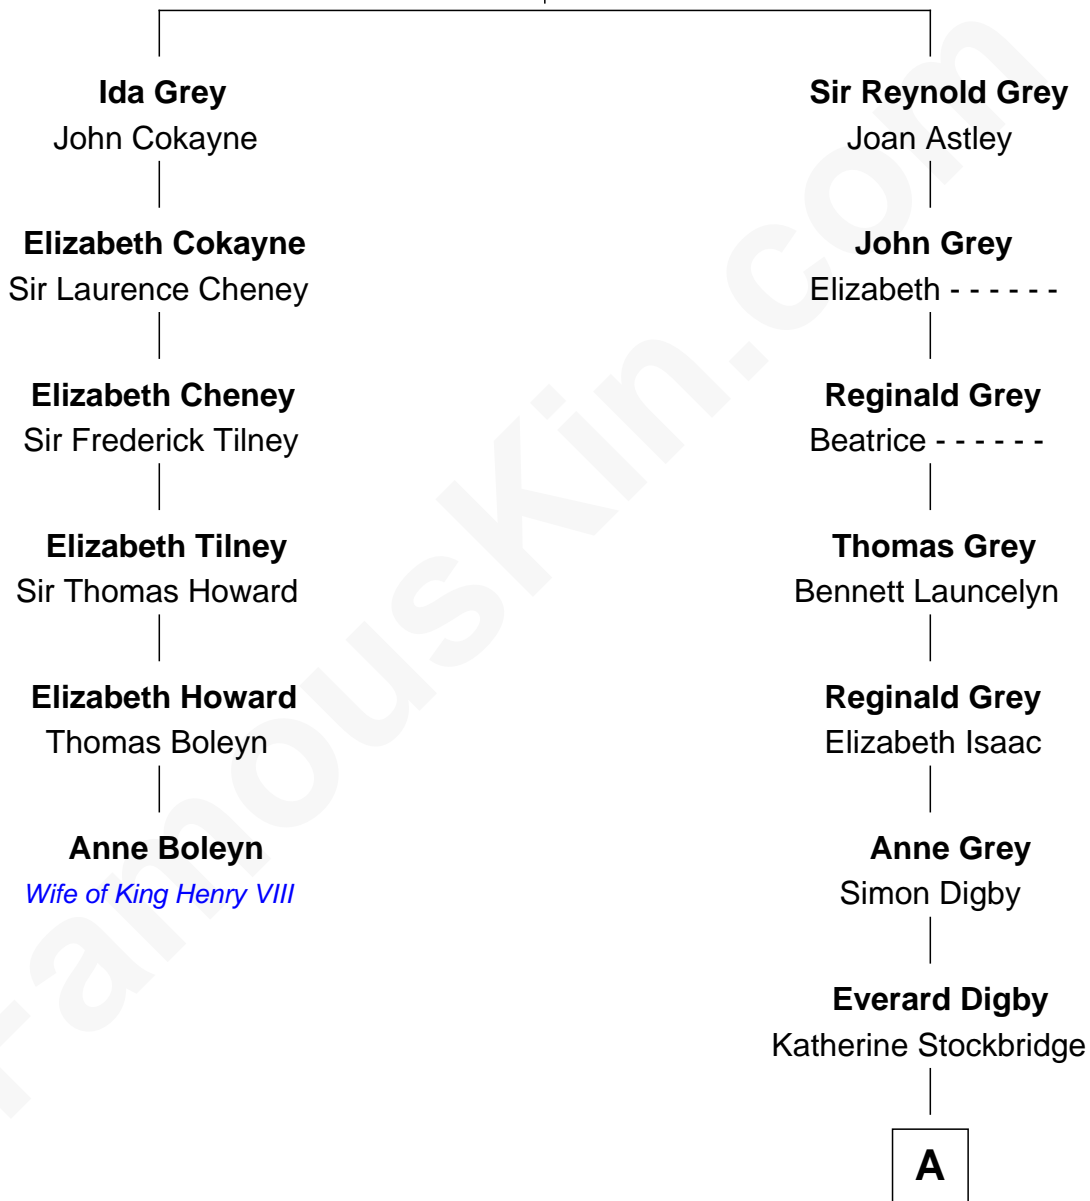 Ida Grey
John Cokayne
Elizabeth Cokayne
Sir Laurence Cheney
Elizabeth Cheney
Sir Frederick Tilney
Elizabeth Tilney
Sir Thomas Howard
Elizabeth Howard
Thomas Boleyn
Anne Boleyn
Wife of King Henry VIII
Sir Reynold Grey
Joan Astley
John Grey
Elizabeth - - - - - -
Reginald Grey
Beatrice - - - - - -
Thomas Grey
Bennett Launcelyn
Reginald Grey
Elizabeth Isaac
Anne Grey
Simon Digby
Everard Digby
Katherine Stockbridge
A
FamousKin.com